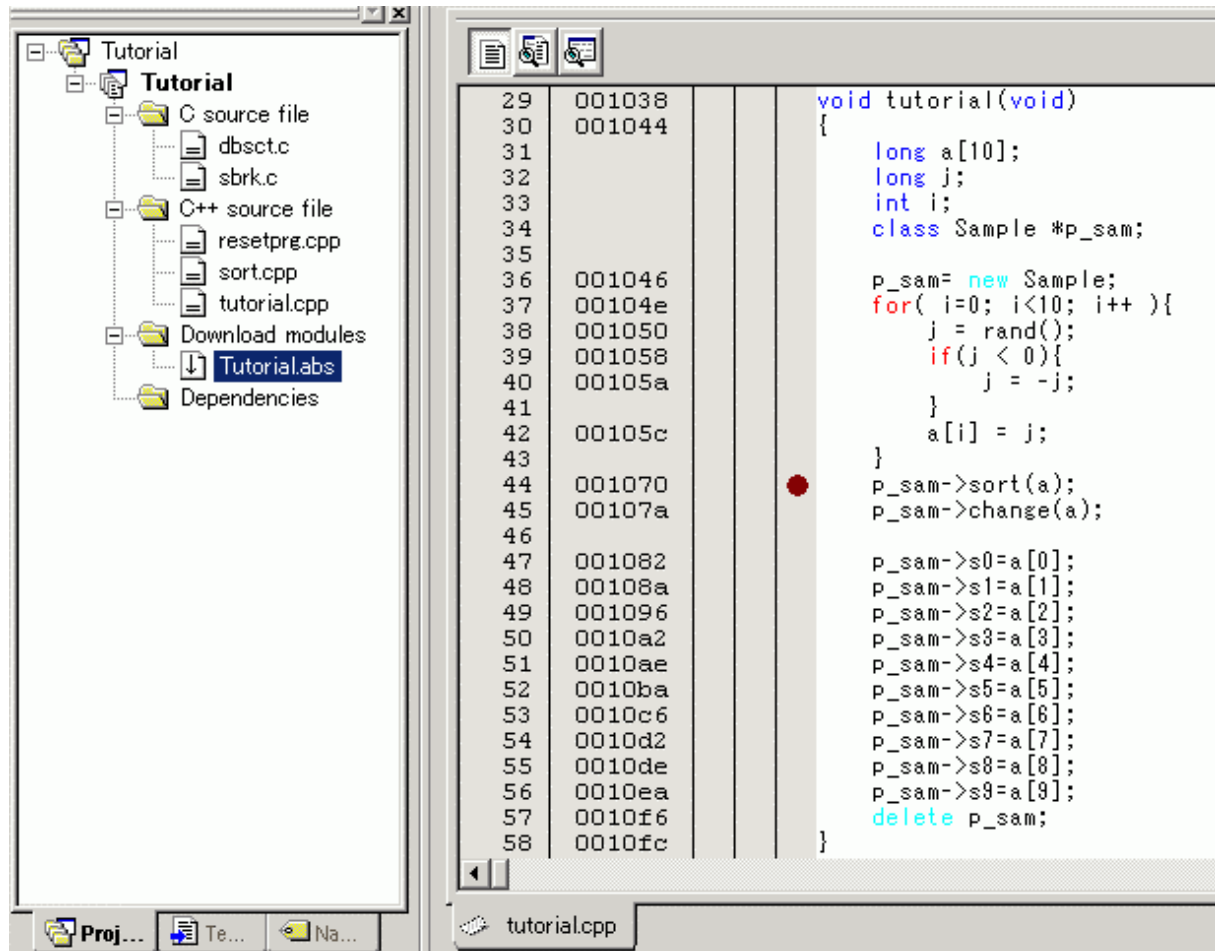 Tutorial
Tutorial
C source file
dbsct.c
sbrk.c
C++ source file
resetprg.cpp
sort.cpp
tutorial.cpp
Download modules
Tutorial.abs
Dependencies
Proj...
Te...
Na...
29 001038 void tutorial(void)
30 001044 {
31 long a[10];
32 long j;
33 int i;
34 class Sample *p_sam;
35
36 001046 p_sam= new Sample;
37 00104e for( i=0; i<10; i++ ){
38 001050 j = rand();
39 001058 if(j < 0){
40 00105a j = -j;
41 }
42 00105c a[i] = j;
43 }
44 001070 p_sam->sort(a);
45 00107a p_sam->change(a);
46
47 001082 p_sam->s0=a[0];
48 00108a p_sam->s1=a[1];
49 001096 p_sam->s2=a[2];
50 0010a2 p_sam->s3=a[3];
51 0010ae p_sam->s4=a[4];
52 0010ba p_sam->s5=a[5];
53 0010c6 p_sam->s6=a[6];
54 0010d2 p_sam->s7=a[7];
55 0010de p_sam->s8=a[8];
56 0010ea p_sam->s9=a[9];
57 0010f6 delete p_sam;
58 0010fc }
tutorial.cpp